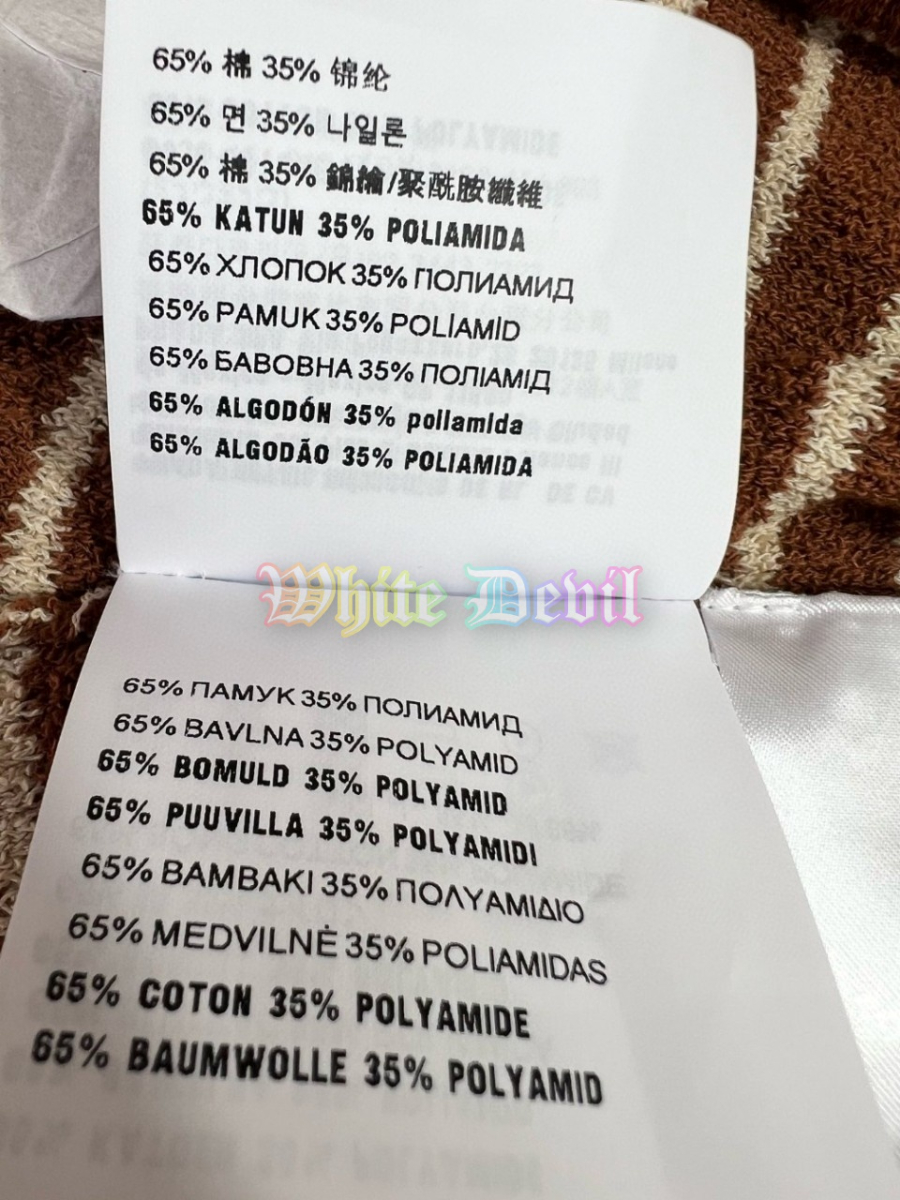 65% 棉 35% 锦纶
65% 면 35% 나일론
65% 棉 35% 錦綸/聚酰胺纖維
65% KATUN 35% POLIAMIDA
65% ХЛОПОК 35% ПОЛИАМИД
65% PAMUK 35% POLİAMİD
65% БАВОВНА 35% ПОЛІАМІД
65% ALGODÓN 35% poliamida
65% ALGODÃO 35% POLIAMIDA
White Devil
65% ПАМУК 35% ПОЛИАМИД
65% BAVLNA 35% POLYAMID
65% BOMULD 35% POLYAMID
65% PUUVILLA 35% POLYAMIDI
65% ΒΑΜΒΑΚΙ 35% ΠΟΛΥΑΜΙΔΙΟ
65% MEDVILNĖ 35% POLIAMIDAS
65% COTON 35% POLYAMIDE
65% BAUMWOLLE 35% POLYAMID